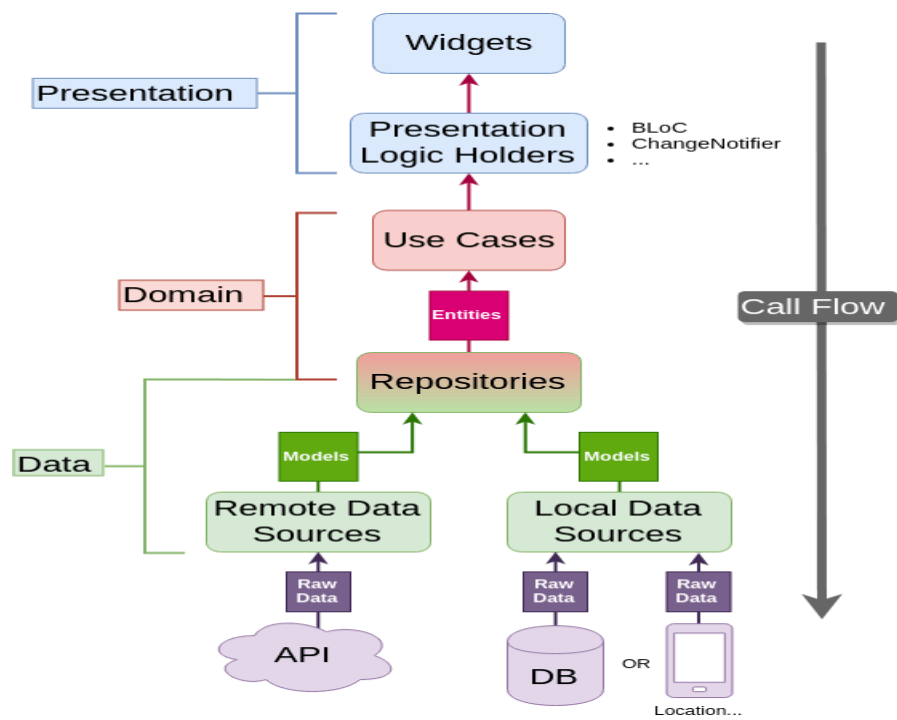 Widgets
Presentation
Presentation
Logic Holders
• BLoC
• ChangeNotifier
• ...
Use Cases
Domain
Entities
Call Flow
Repositories
Data
Models
Models
Remote Data
Sources
Local Data
Sources
Raw
Data
Raw
Data
Raw
Data
API
DB
OR
Location...